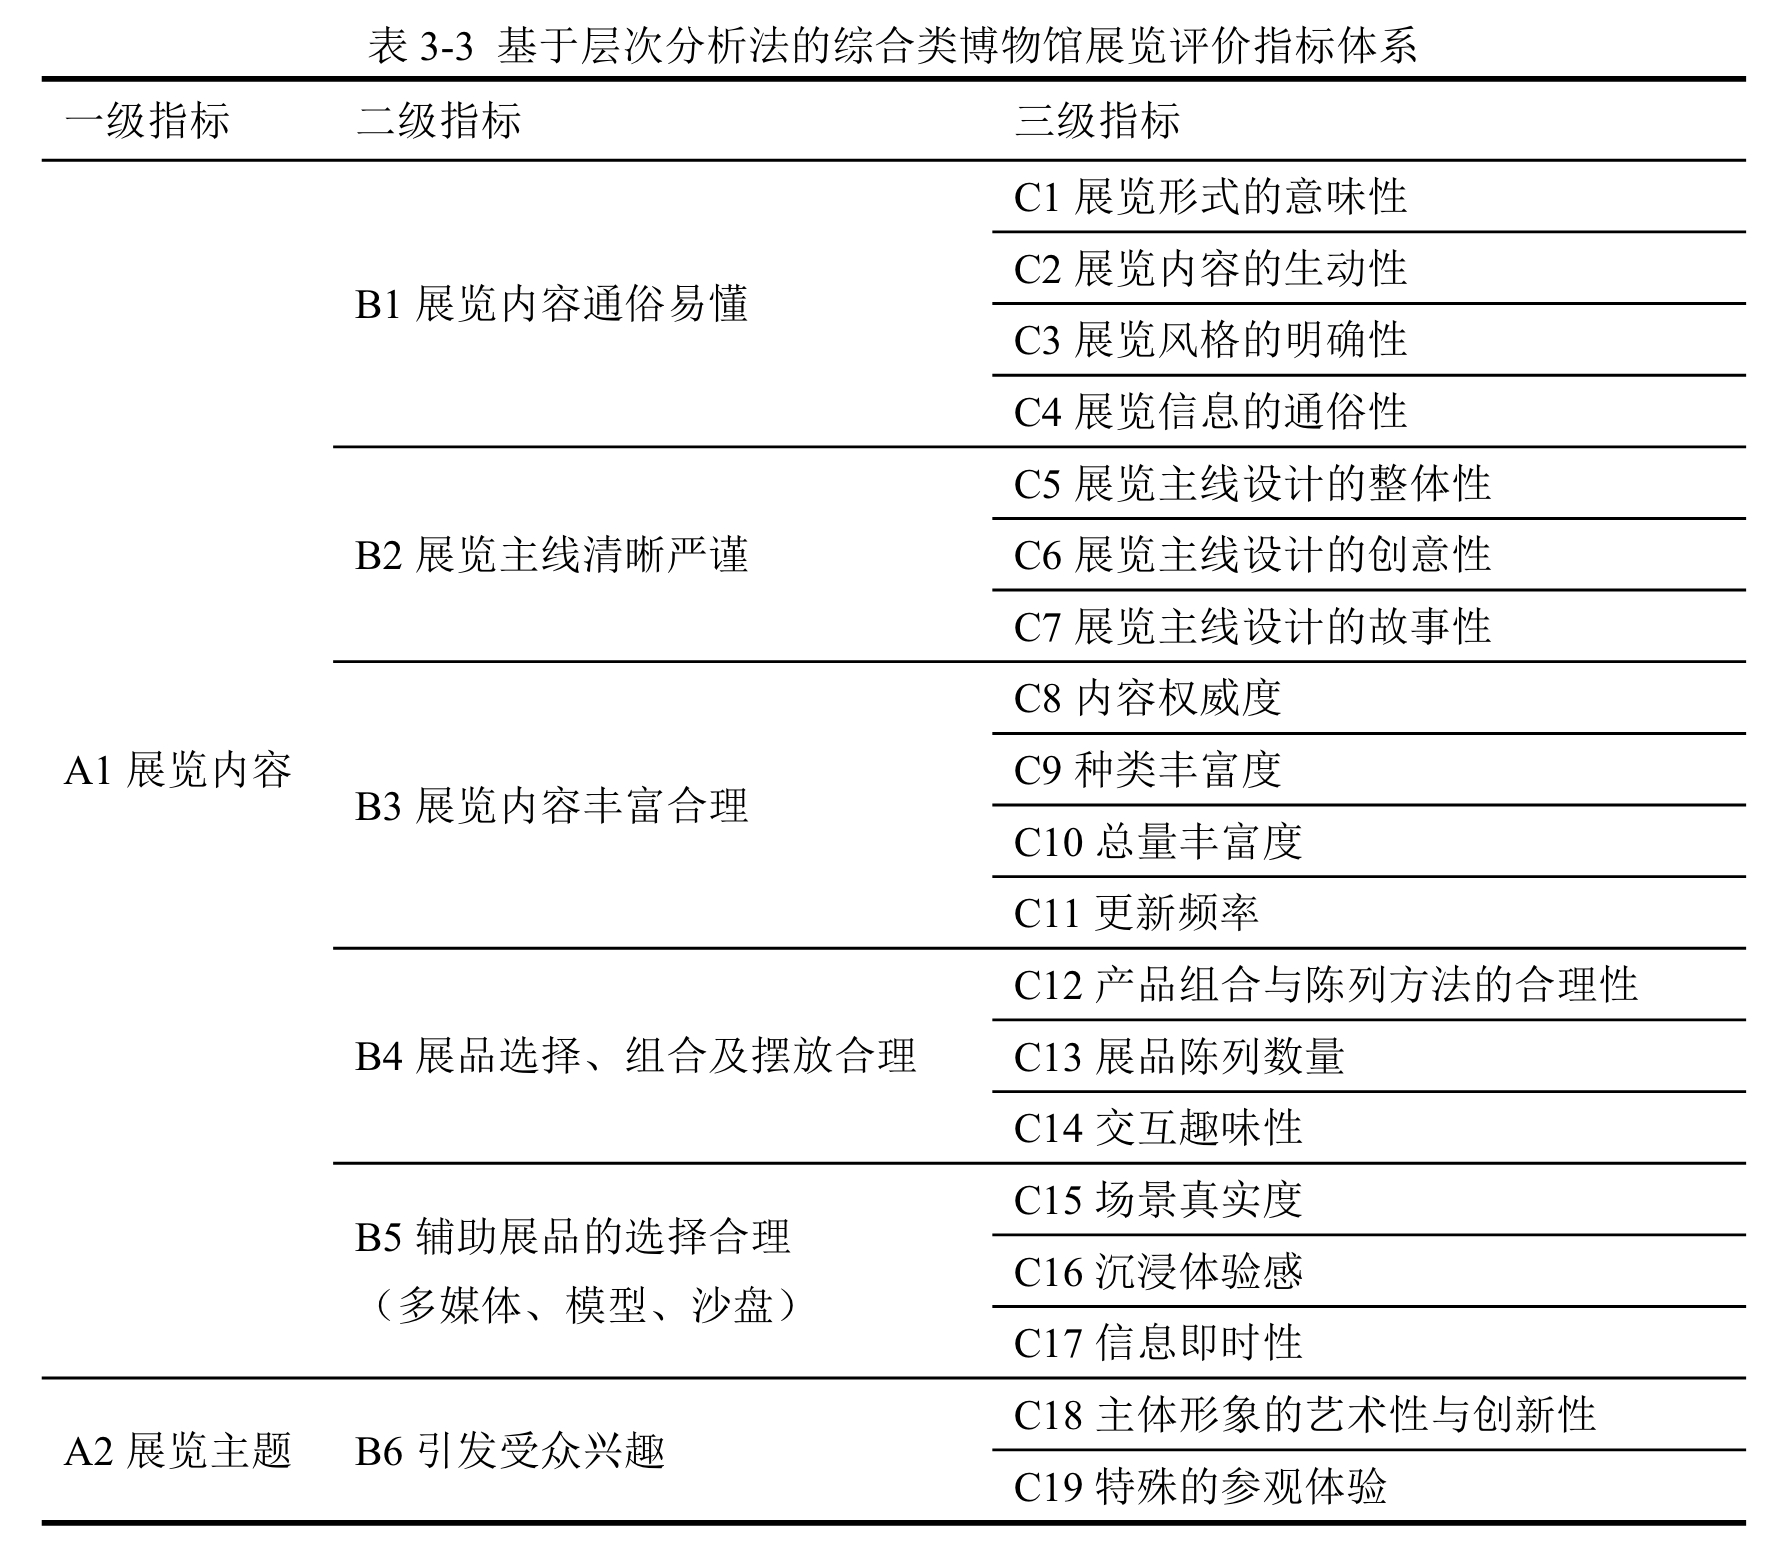 表 3-3 基于层次分析法的综合类博物馆展览评价指标体系
一级指标 二级指标 三级指标
C1 展览形式的意味性
C2 展览内容的生动性
B1 展览内容通俗易懂
C3 展览风格的明确性
C4 展览信息的通俗性
C5 展览主线设计的整体性
B2 展览主线清晰严谨
C6 展览主线设计的创意性
C7 展览主线设计的故事性
C8 内容权威度
A1 展览内容
C9 种类丰富度
B3 展览内容丰富合理
C10 总量丰富度
C11 更新频率
C12 产品组合与陈列方法的合理性
B4 展品选择、组合及摆放合理
C13 展品陈列数量
C14 交互趣味性
C15 场景真实度
B5 辅助展品的选择合理
（多媒体、模型、沙盘）
C16 沉浸体验感
C17 信息即时性
A2 展览主题
B6 引发受众兴趣
C18 主体形象的艺术性与创新性
C19 特殊的参观体验